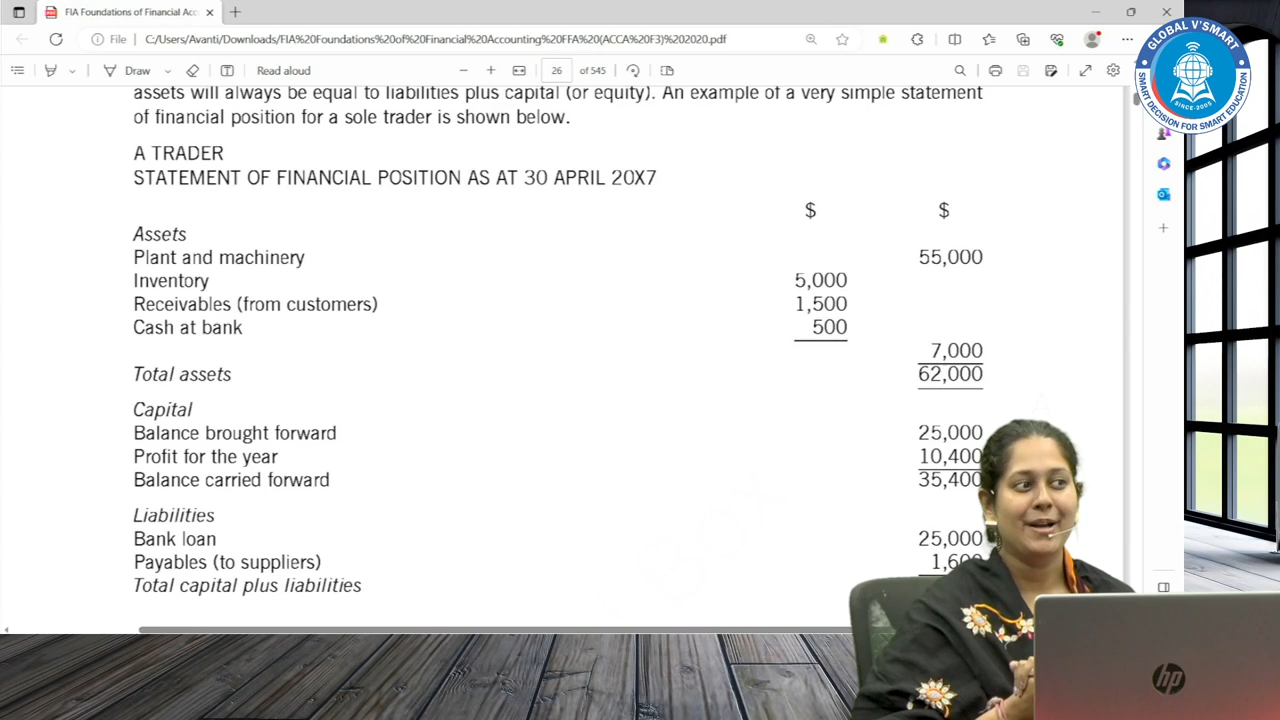 FIA Foundations of Financial Acc
File
C:/Users/Avanti/Downloads/FIA%20Foundations%20of%20Financial%20Accounting%20FFA%20(ACCA%20F3)%202020.pdf
Draw
Read aloud
26 of 545
GLOBAL V'SMART
SINCE-2005
SMART DECISION FOR SMART EDUCATION
assets will always be equal to liabilities plus capital (or equity). An example of a very simple statement
of financial position for a sole trader is shown below.
A TRADER
STATEMENT OF FINANCIAL POSITION AS AT 30 APRIL 20X7
$ $
Assets
Plant and machinery 55,000
Inventory 5,000
Receivables (from customers) 1,500
Cash at bank 500
7,000
Total assets 62,000
Capital
Balance brought forward 25,000
Profit for the year 10,400
Balance carried forward 35,400
Liabilities
Bank loan 25,000
Payables (to suppliers)
Total capital plus liabilities
hp